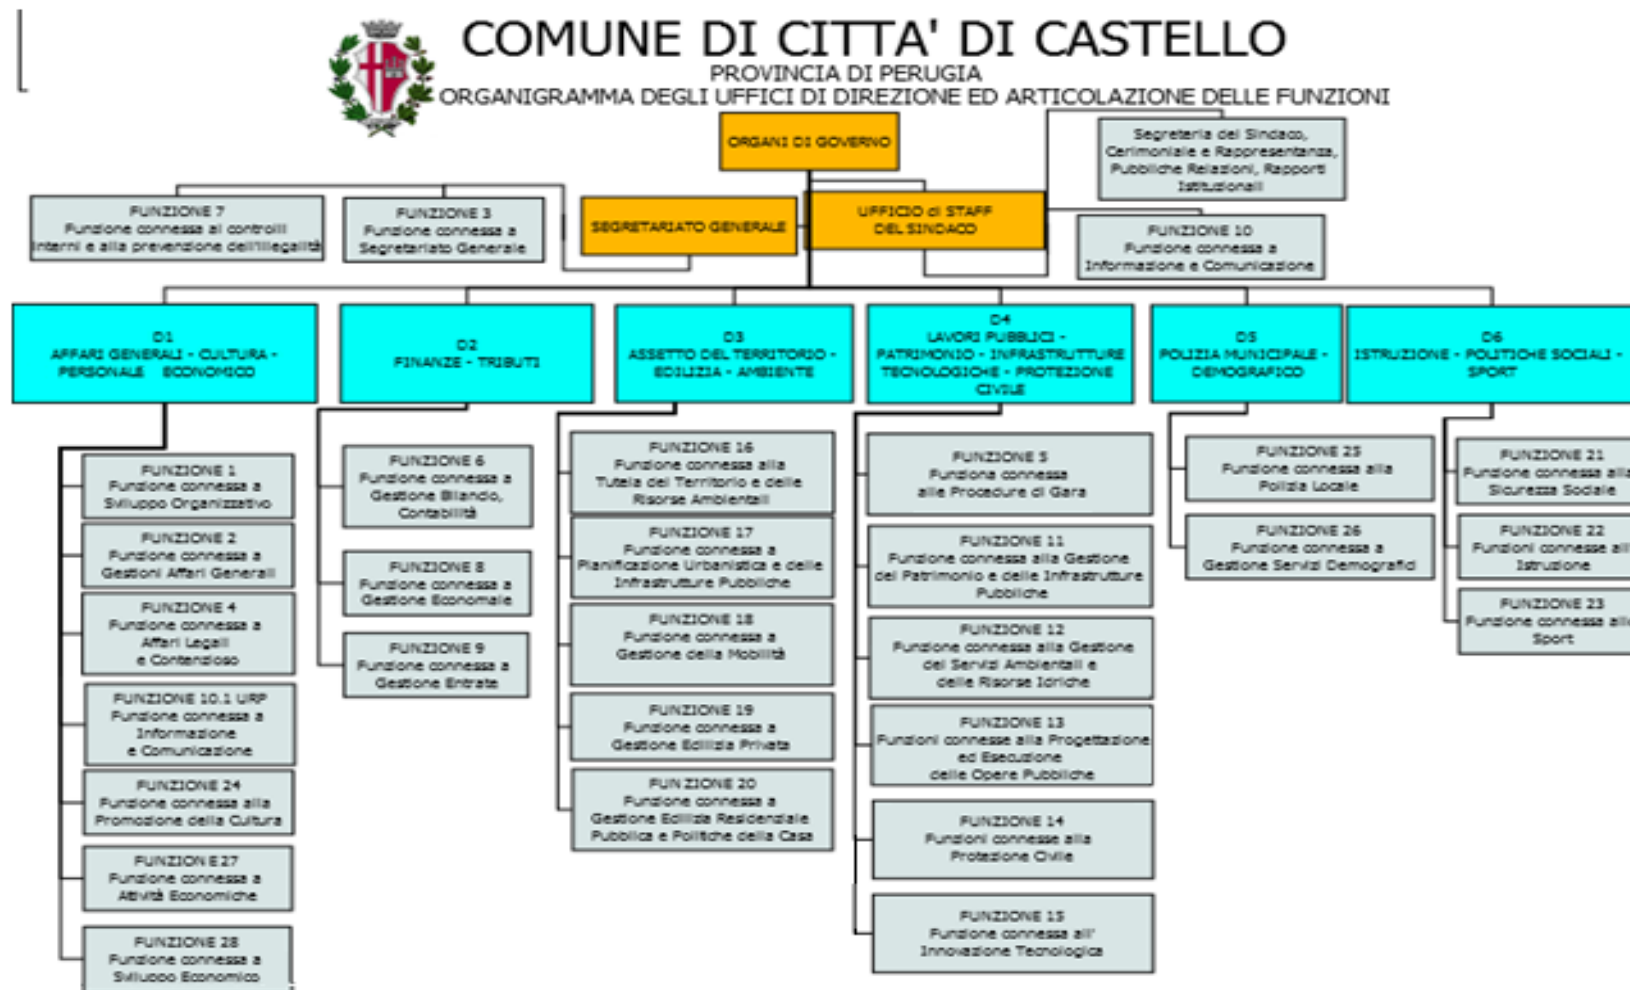 COMUNE DI CITTA' DI CASTELLO
PROVINCIA DI PERUGIA
ORGANIGRAMMA DEGLI UFFICI DI DIREZIONE ED ARTICOLAZIONE DELLE FUNZIONI
ORGANI DI GOVERNO
Segreteria del Sindaco,
Cerimoniale e Rappresentanza,
Pubbliche Relazioni, Rapporti
Istituzionali
FUNZIONE 7
Funzione connessa ai controlli
interni e alla prevenzione dell'illegalità
FUNZIONE 3
Funzione connessa a
Segretariato Generale
SEGRETARIATO GENERALE
UFFICIO di STAFF
DEL SINDACO
FUNZIONE 10
Funzione connessa a
Informazione e Comunicazione
D1
AFFARI GENERALI - CULTURA -
PERSONALE ECONOMICO
D2
FINANZE - TRIBUTI
D3
ASSETTO DEL TERRITORIO -
EDILIZIA - AMBIENTE
D4
LAVORI PUBBLICI -
PATRIMONIO - INFRASTRUTTURE
TECNOLOGICHE - PROTEZIONE
CIVILE
D5
POLIZIA MUNICIPALE -
DEMOGRAFICO
D6
ISTRUZIONE - POLITICHE SOCIALI -
SPORT
FUNZIONE 1
Funzione connessa a
Sviluppo Organizzativo
FUNZIONE 2
Funzione connessa a
Gestioni Affari Generali
FUNZIONE 4
Funzione connessa a
Affari Legali
e Contenzioso
FUNZIONE 10.1 URP
Funzione connessa a
Informazione
e Comunicazione
FUNZIONE 24
Funzione connessa alla
Promozione della Cultura
FUNZIONE27
Funzione connessa a
Attività Economiche
FUNZIONE 28
Funzione connessa a
Sviluppo Economico
FUNZIONE 6
Funzione connessa a
Gestione Bilancio,
Contabilità
FUNZIONE 8
Funzione connessa a
Gestione Economale
FUNZIONE 9
Funzione connessa a
Gestione Entrate
FUNZIONE 16
Funzione connessa alla
Tutela del Territorio e delle
Risorse Ambientali
FUNZIONE 17
Funzione connessa a
Pianificazione Urbanistica e delle
Infrastrutture Pubbliche
FUNZIONE 18
Funzione connessa a
Gestione della Mobilità
FUNZIONE 19
Funzione connessa a
Gestione Edilizia Privata
FUNZIONE 20
Funzione connessa a
Gestione Edilizia Residenziale
Pubblica e Politiche della Casa
FUNZIONE 5
Funziona connessa
alle Procedure di Gara
FUNZIONE 11
Funzione connessa alla Gestione
del Patrimonio e delle Infrastrutture
Pubbliche
FUNZIONE 12
Funzione connessa alla Gestione
dei Servizi Ambientali e
delle Risorse Idriche
FUNZIONE 13
Funzioni connesse alla Progettazione
ed Esecuzione
delle Opere Pubbliche
FUNZIONE 14
Funzioni connesse alla
Protezione Civile
FUNZIONE 15
Funzione connessa all'
Innovazione Tecnologica
FUNZIONE 25
Funzione connessa alla
Polizia Locale
FUNZIONE 26
Funzione connessa a
Gestione Servizi Demografici
FUNZIONE 21
Funzione connessa alla
Sicurezza Sociale
FUNZIONE 22
Funzioni connesse all'
Istruzione
FUNZIONE 23
Funzione connessa allo
Sport